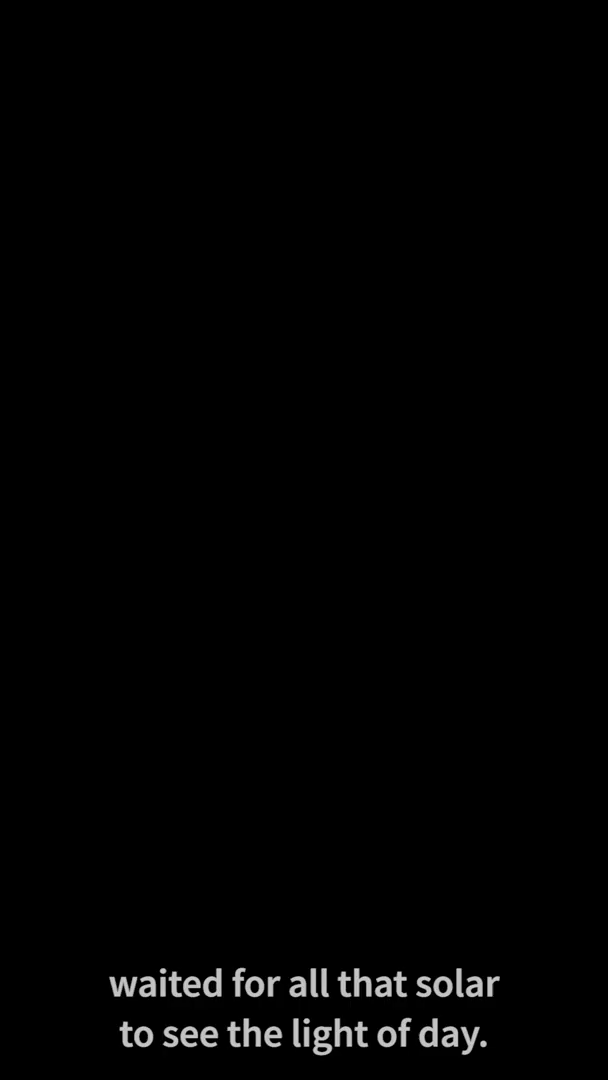 waited for all that solar
to see the light of day.